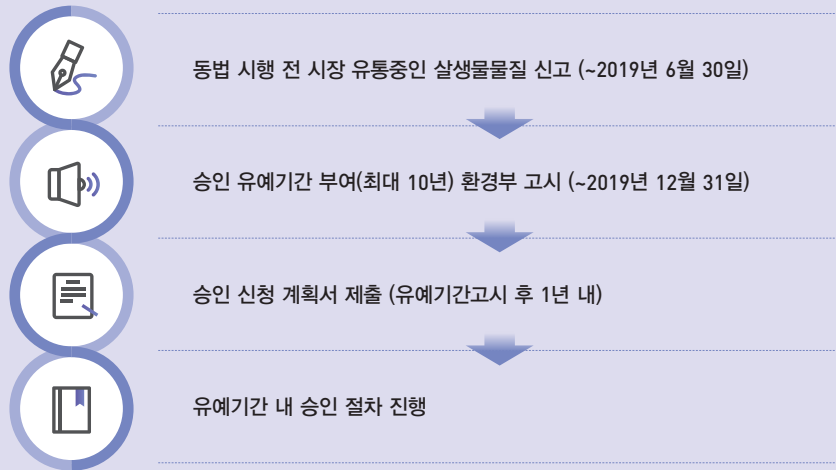 동법 시행 전 시장 유통중인 살생물물질 신고 (~2019년 6월 30일)
승인 유예기간 부여(최대 10년) 환경부 고시 (~2019년 12월 31일)
승인 신청 계획서 제출 (유예기간고시 후 1년 내)
유예기간 내 승인 절차 진행